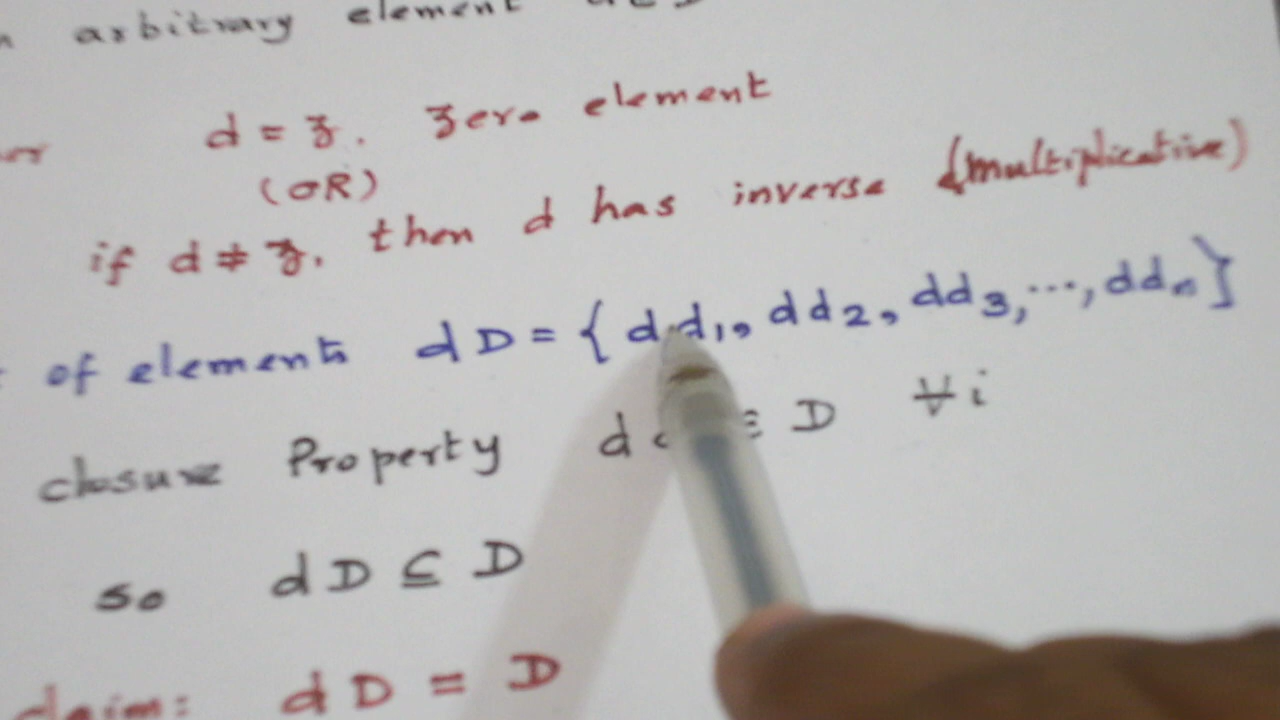 arbitrary element
d = z. zero element
(OR)
if d ≠ z. then d has inverse (multiplicative)
of elements dD = { dd₁, dd₂, dd₃, ..., ddₙ }
closure Property d ∈ D ∀ i
so dD ⊆ D
claim: dD = D